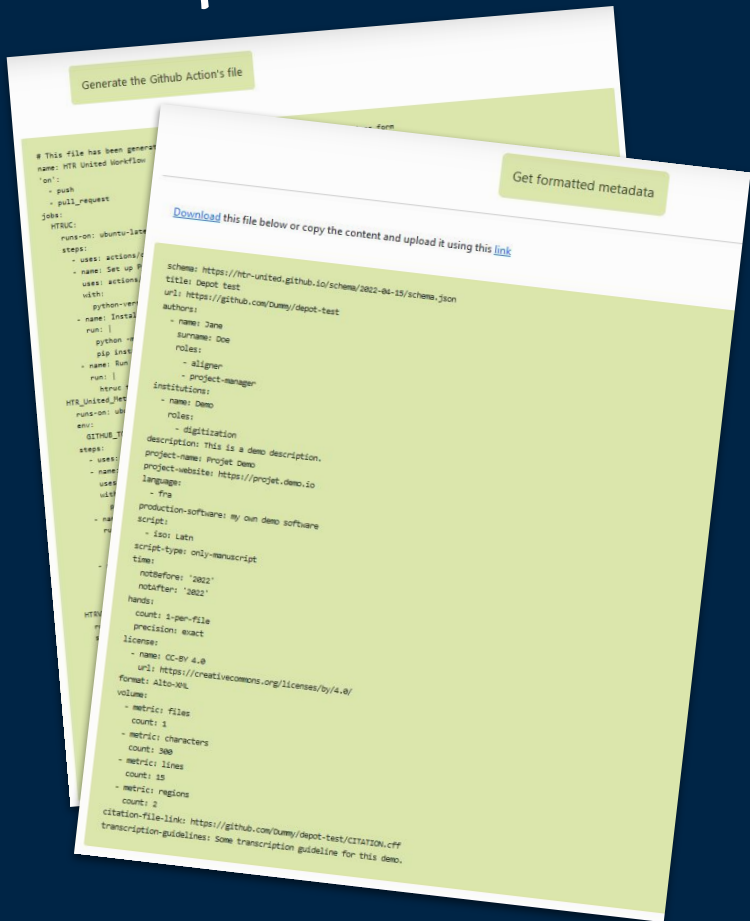 Generate the Github Action's file
# This file has been generat
form
name: HTR United Workflow
'on':
- push
- pull_request
jobs:
HTRUC:
runs-on: ubuntu-late
steps:
- uses: actions/c
- name: Set up P
uses: actions/
with:
python-ver
- name: Instal
run: |
python -m
pip inst
- name: Run
run: |
htruc t
HTR_United_Met
runs-on: ubu
env:
GITHUB_T
steps:
- uses:
- name:
uses
with
- na
ru
-
HTRV
Get formatted metadata
Download this file below or copy the content and upload it using this link
schema: https://htr-united.github.io/schema/2022-04-15/schema.json
title: Depot test
url: https://github.com/Dummy/depot-test
authors:
- name: Jane
surname: Doe
roles:
- aligner
- project-manager
institutions:
- name: Demo
roles:
- digitization
description: This is a demo description.
project-name: Projet Demo
project-website: https://projet.demo.io
language:
- fra
production-software: my own demo software
script:
- iso: Latn
script-type: only-manuscript
time:
notBefore: '2022'
notAfter: '2022'
hands:
count: 1-per-file
precision: exact
license:
- name: CC-BY 4.0
url: https://creativecommons.org/licenses/by/4.0/
format: Alto-XML
volume:
- metric: files
count: 1
- metric: characters
count: 300
- metric: lines
count: 15
- metric: regions
count: 2
citation-file-link: https://github.com/Dummy/depot-test/CITATION.cff
transcription-guidelines: Some transcription guideline for this demo.